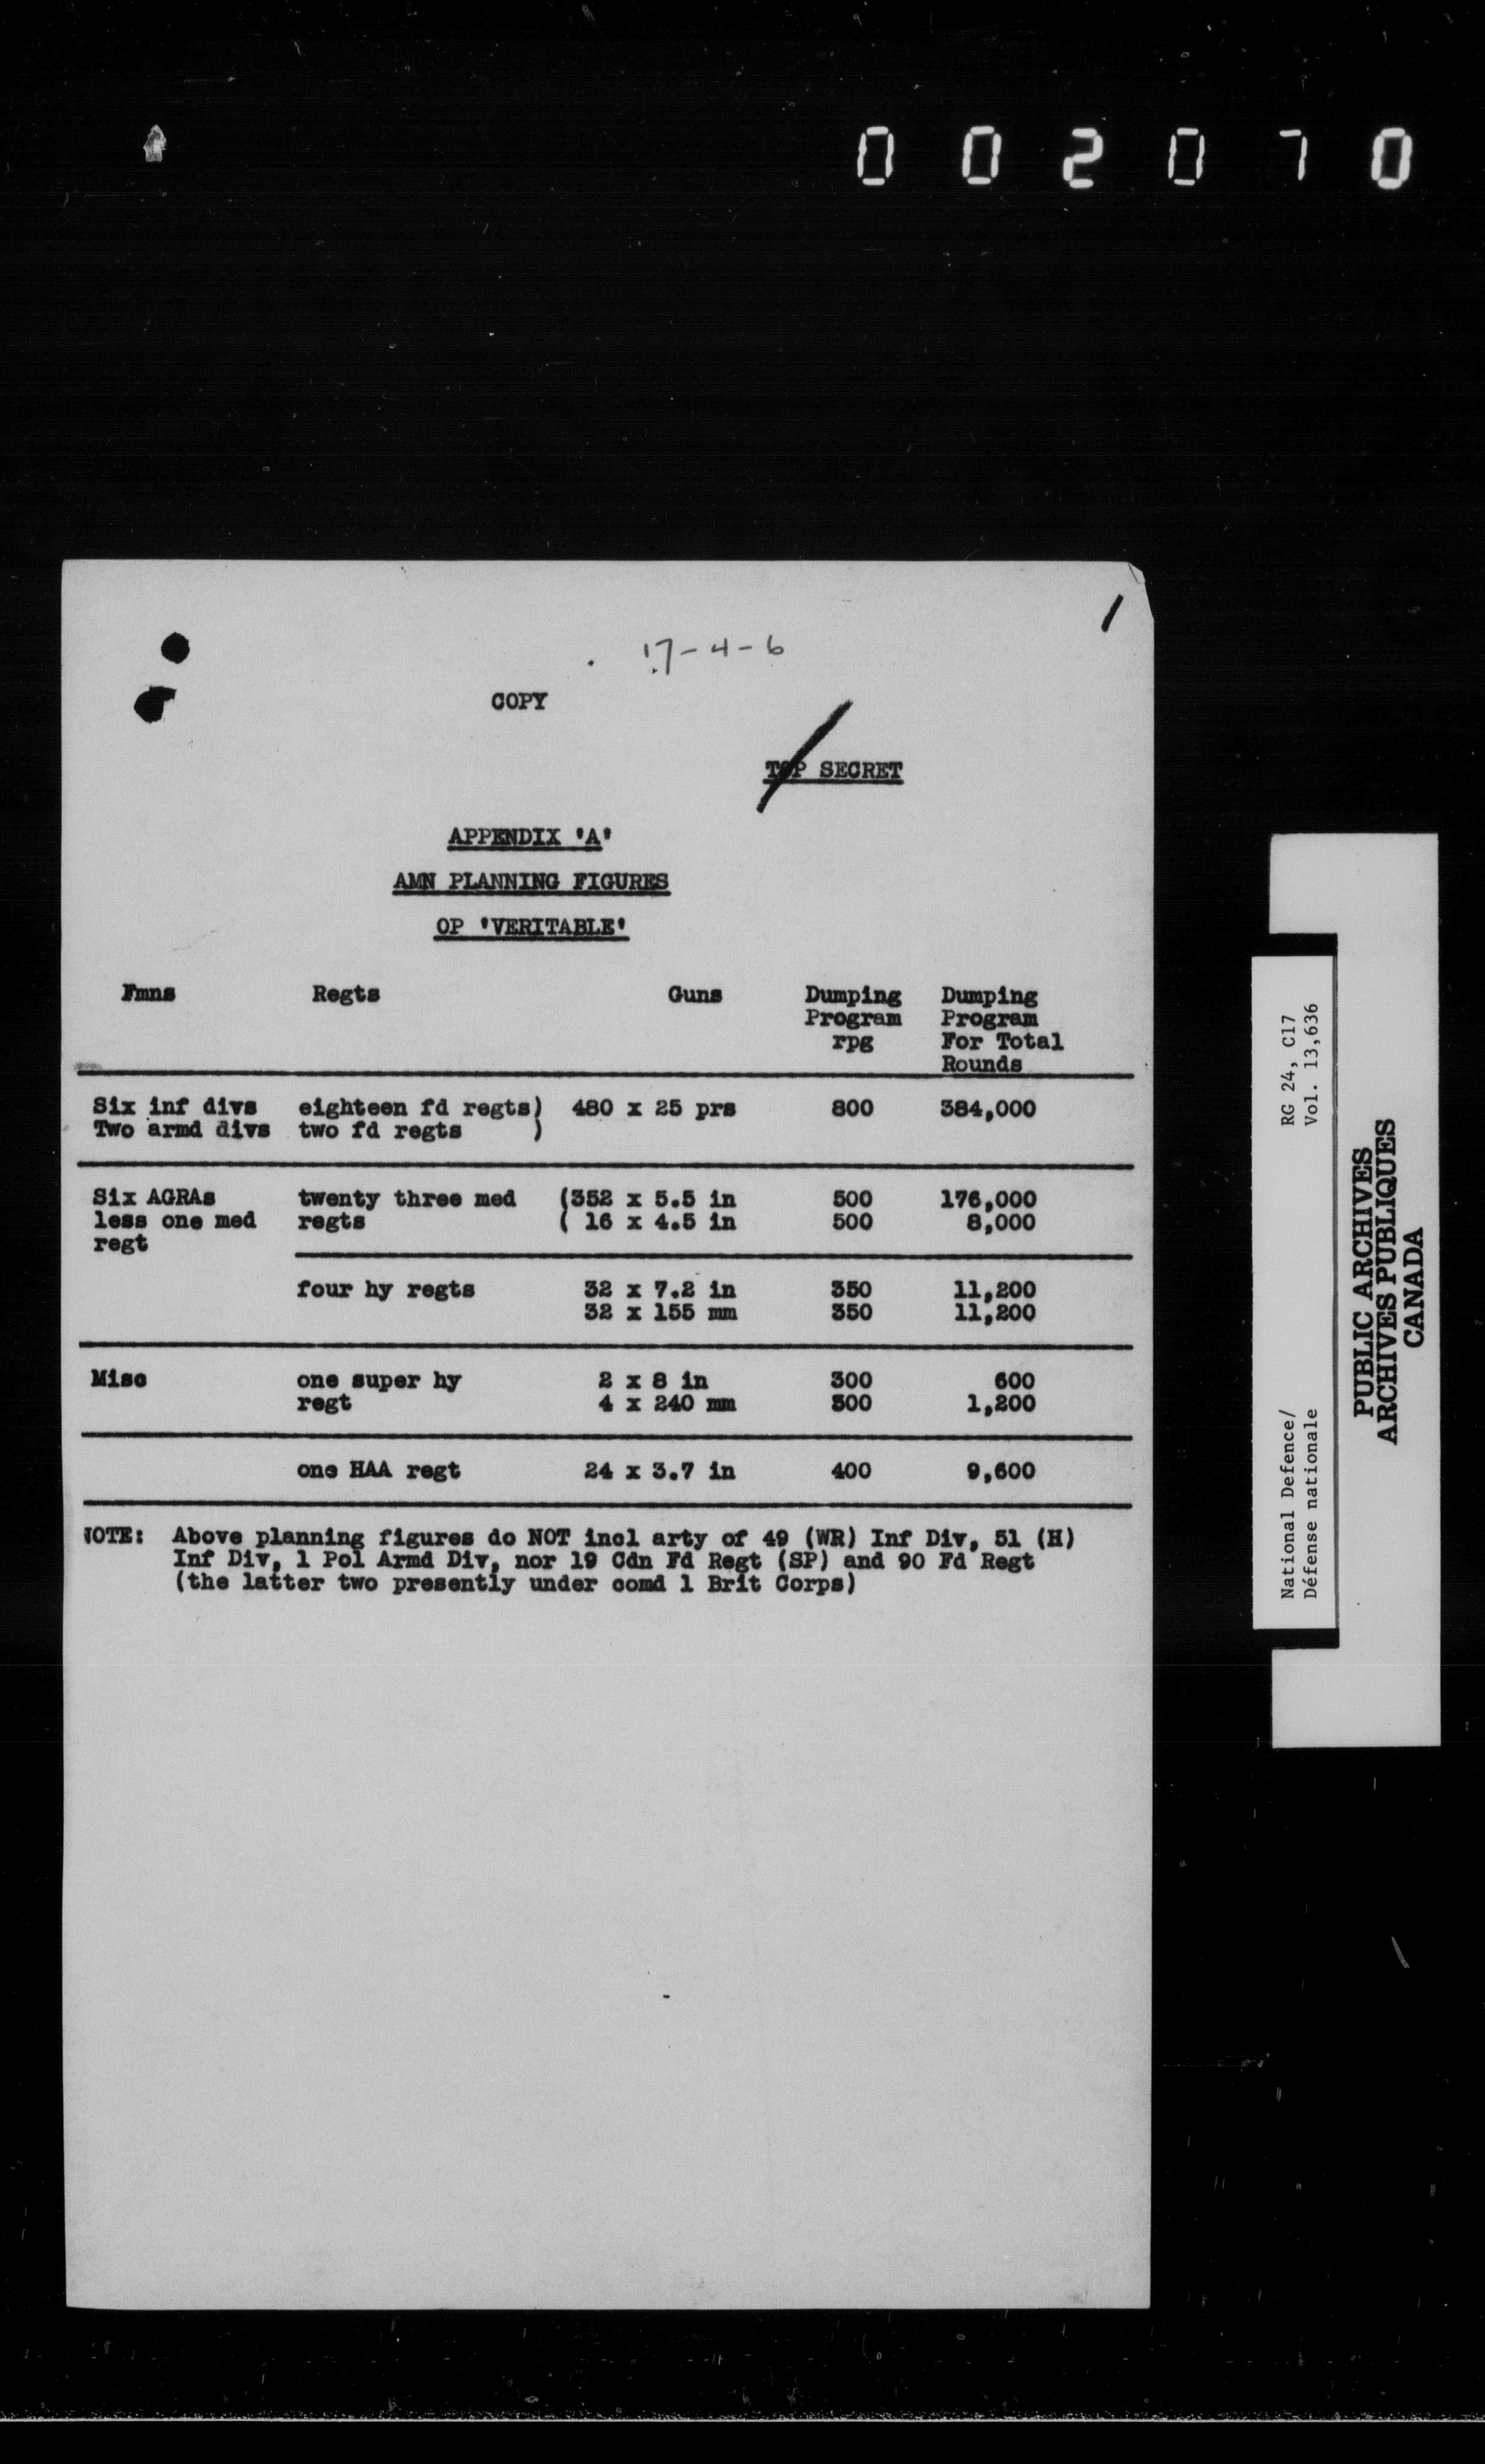 002070
1
17-4-6
COPY
TOP SECRET
APPENDIX 'A'
AMN PLANNING FIGURES
OP 'VERITABLE'
Fmns Regts Guns Dumping Dumping
Program Program
rpg For Total
Rounds
Six inf divs eighteen fd regts) 480 x 25 prs 800 384,000
Two armd divs two fd regts )
Six AGRAs twenty three med (352 x 5.5 in 500 176,000
less one med regts ( 16 x 4.5 in 500 8,000
regt
four hy regts 32 x 7.2 in 350 11,200
32 x 155 mm 350 11,200
Misc one super hy 2 x 8 in 300 600
regt 4 x 240 mm 300 1,200
one HAA regt 24 x 3.7 in 400 9,600
NOTE: Above planning figures do NOT incl arty of 49 (WR) Inf Div, 51 (H)
Inf Div, 1 Pol Armd Div, nor 19 Cdn Fd Regt (SP) and 90 Fd Regt
(the latter two presently under comd 1 Brit Corps)
National Defence/ RG 24, C17
Défense nationale Vol. 13,636
PUBLIC ARCHIVES
ARCHIVES PUBLIQUES
CANADA